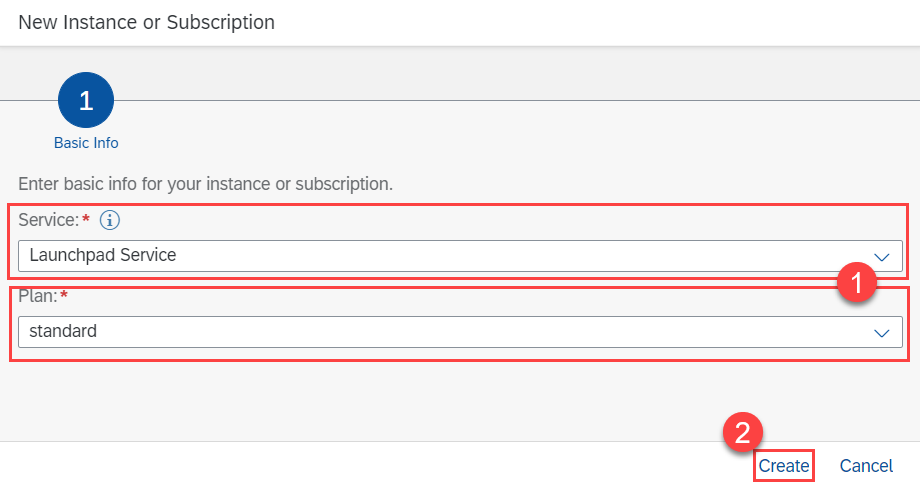 New Instance or Subscription
1
Basic Info
Enter basic info for your instance or subscription.
Service:* i
Launchpad Service
1
Plan:*
standard
2
Create Cancel